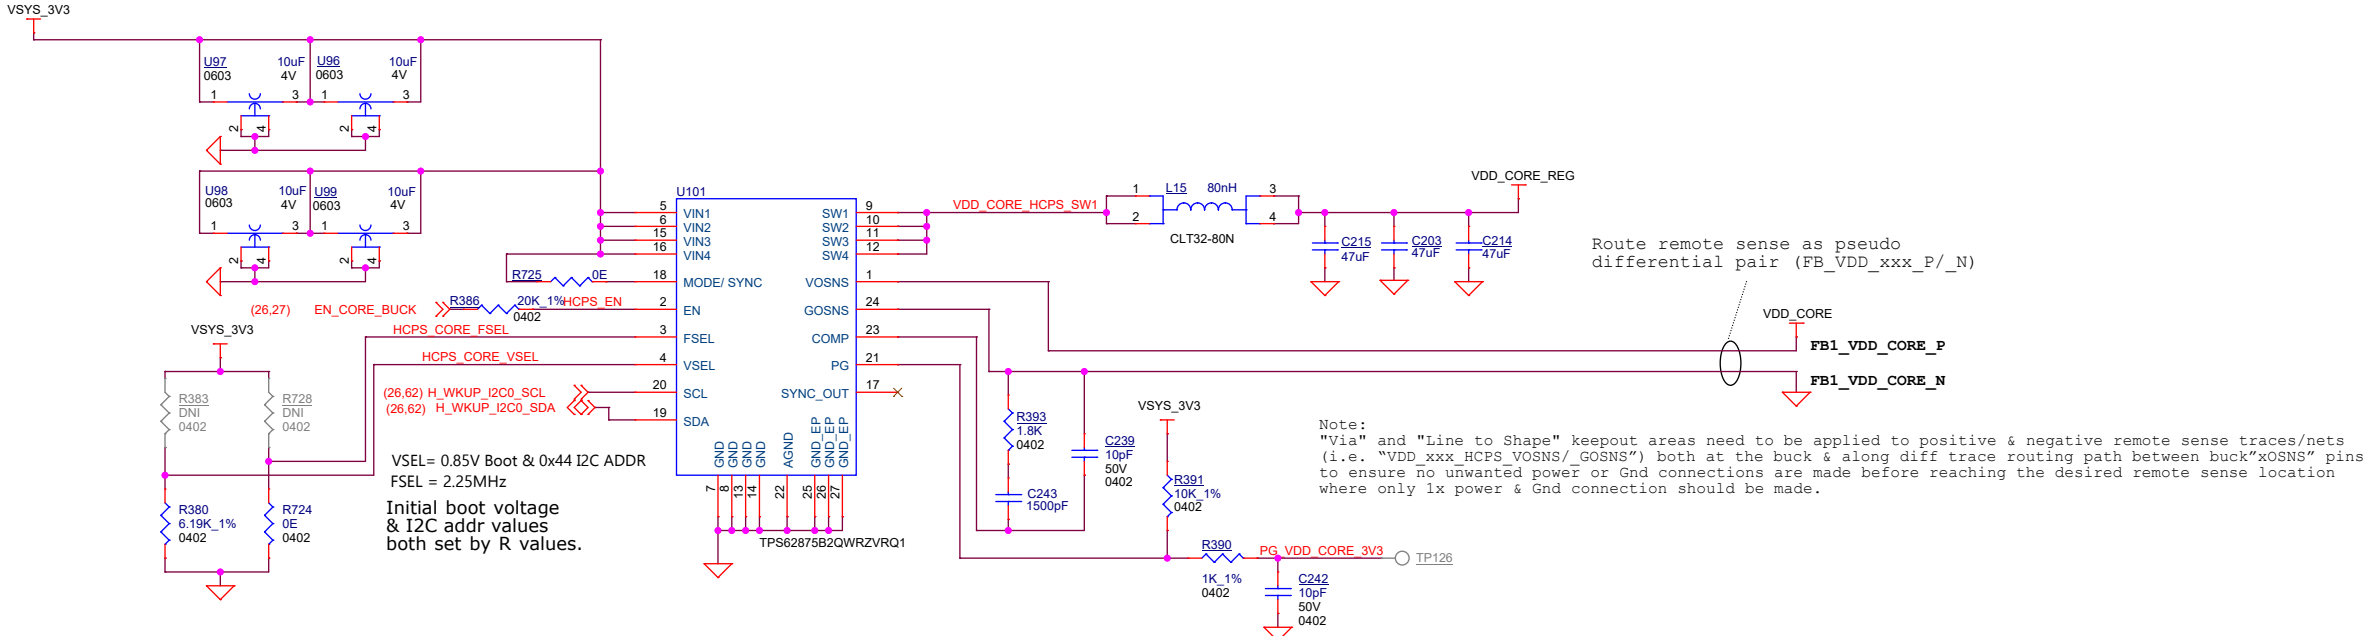 VSYS_3V3
U97
0603
10uF
4V
U96
0603
10uF
4V
1
3
1
3
2
4
2
4
U98
0603
10uF
4V
U99
0603
10uF
4V
1
3
1
3
2
4
2
4
U101
5
VIN1
6
VIN2
15
VIN3
16
VIN4
18
MODE/ SYNC
2
EN
3
FSEL
4
VSEL
20
SCL
19
SDA
SW1
9
SW2
10
SW3
11
SW4
12
VOSNS
1
GOSNS
24
COMP
23
PG
21
SYNC_OUT
17
GND
GND
GND
GND
AGND
GND_EP
GND_EP
GND_EP
7
8
13
14
22
25
26
27
TPS62875B2QWRZVRQ1
R725
0E
(26,27)
EN_CORE_BUCK
R386
20K_1%
0402
HCPS_EN
VSYS_3V3
HCPS_CORE_FSEL
HCPS_CORE_VSEL
(26,62) H_WKUP_I2C0_SCL
(26,62) H_WKUP_I2C0_SDA
R383
DNI
0402
R728
DNI
0402
R380
6.19K_1%
0402
R724
0E
0402
VSEL= 0.85V Boot & 0x44 I2C ADDR
FSEL = 2.25MHz
Initial boot voltage
& I2C addr values
both set by R values.
VDD_CORE_HCPS_SW1
1
2
L15
80nH
3
4
CLT32-80N
VDD_CORE_REG
C215
47uF
C203
47uF
C214
47uF
Route remote sense as pseudo
differential pair (FB_VDD_xxx_P/_N)
VDD_CORE
FB1_VDD_CORE_P
FB1_VDD_CORE_N
R393
1.8K
0402
C243
1500pF
C239
10pF
50V
0402
VSYS_3V3
R391
10K_1%
0402
R390
1K_1%
0402
PG_VDD_CORE_3V3
TP126
C242
10pF
50V
0402
Note:
"Via" and "Line to Shape" keepout areas need to be applied to positive & negative remote sense traces/nets
(i.e. “VDD_xxx_HCPS_VOSNS/_GOSNS”) both at the buck & along diff trace routing path between buck”xOSNS” pins
to ensure no unwanted power or Gnd connections are made before reaching the desired remote sense location
where only 1x power & Gnd connection should be made.